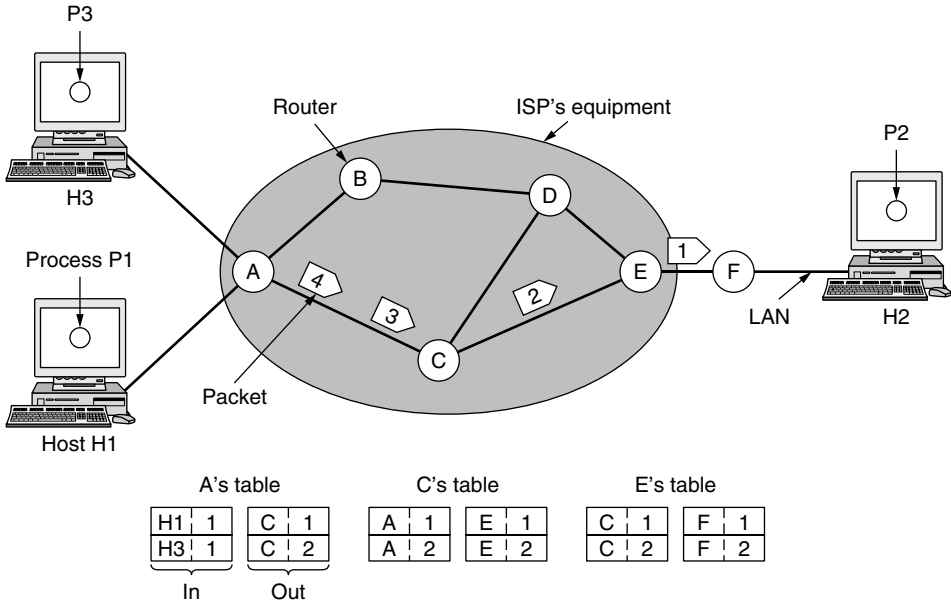 P3
Router
ISP's equipment
P2
B
D
H3
Process P1
A
4
3
2
E
1
F
C
LAN
H2
Packet
Host H1
A's table
C's table
E's table
H1 1 C 1 A 1 E 1 C 1 F 1
H3 1 C 2 A 2 E 2 C 2 F 2
In Out